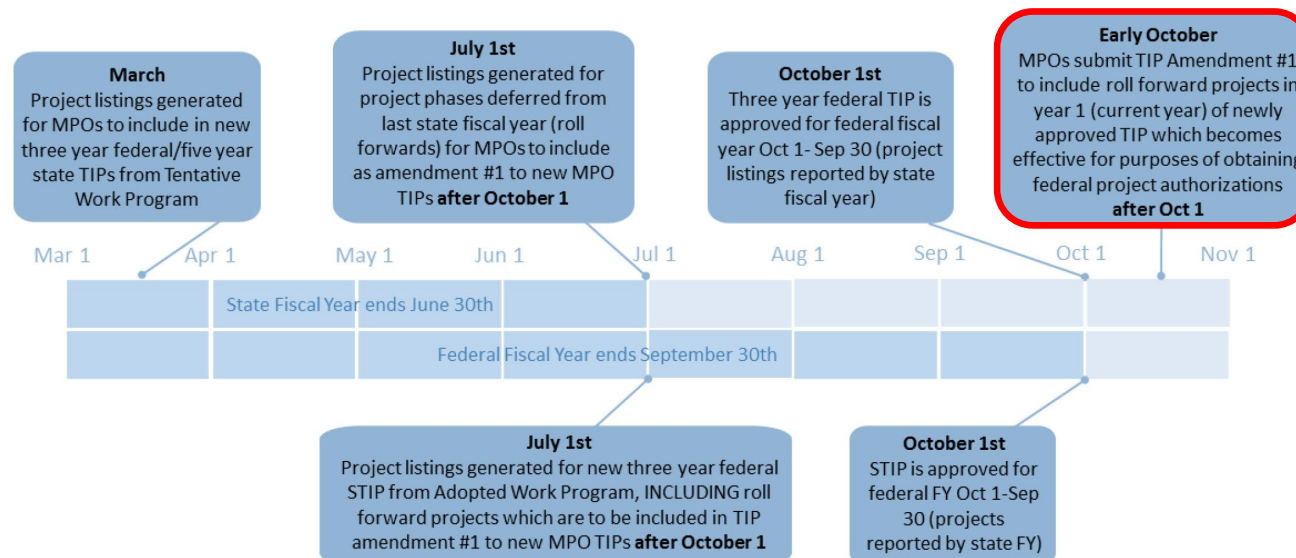 March
Project listings generated
for MPOs to include in new
three year federal/five year
state TIPs from Tentative
Work Program
July 1st
Project listings generated for
project phases deferred from
last state fiscal year (roll
forwards) for MPOs to include
as amendment #1 to new MPO
TIPs after October 1
October 1st
Three year federal TIP is
approved for federal fiscal
year Oct 1- Sep 30 (project
listings reported by state
fiscal year)
Early October
MPOs submit TIP Amendment #1
to include roll forward projects in
year 1 (current year) of newly
approved TIP which becomes
effective for purposes of obtaining
federal project authorizations
after Oct 1
Mar 1 Apr 1 May 1 Jun 1 Jul 1 Aug 1 Sep 1 Oct 1 Nov 1
State Fiscal Year ends June 30th
Federal Fiscal Year ends September 30th
July 1st
Project listings generated for new three year federal
STIP from Adopted Work Program, INCLUDING roll
forward projects which are to be included in TIP
amendment #1 to new MPO TIPs after October 1
October 1st
STIP is approved for
federal FY Oct 1-Sep
30 (projects
reported by state FY)